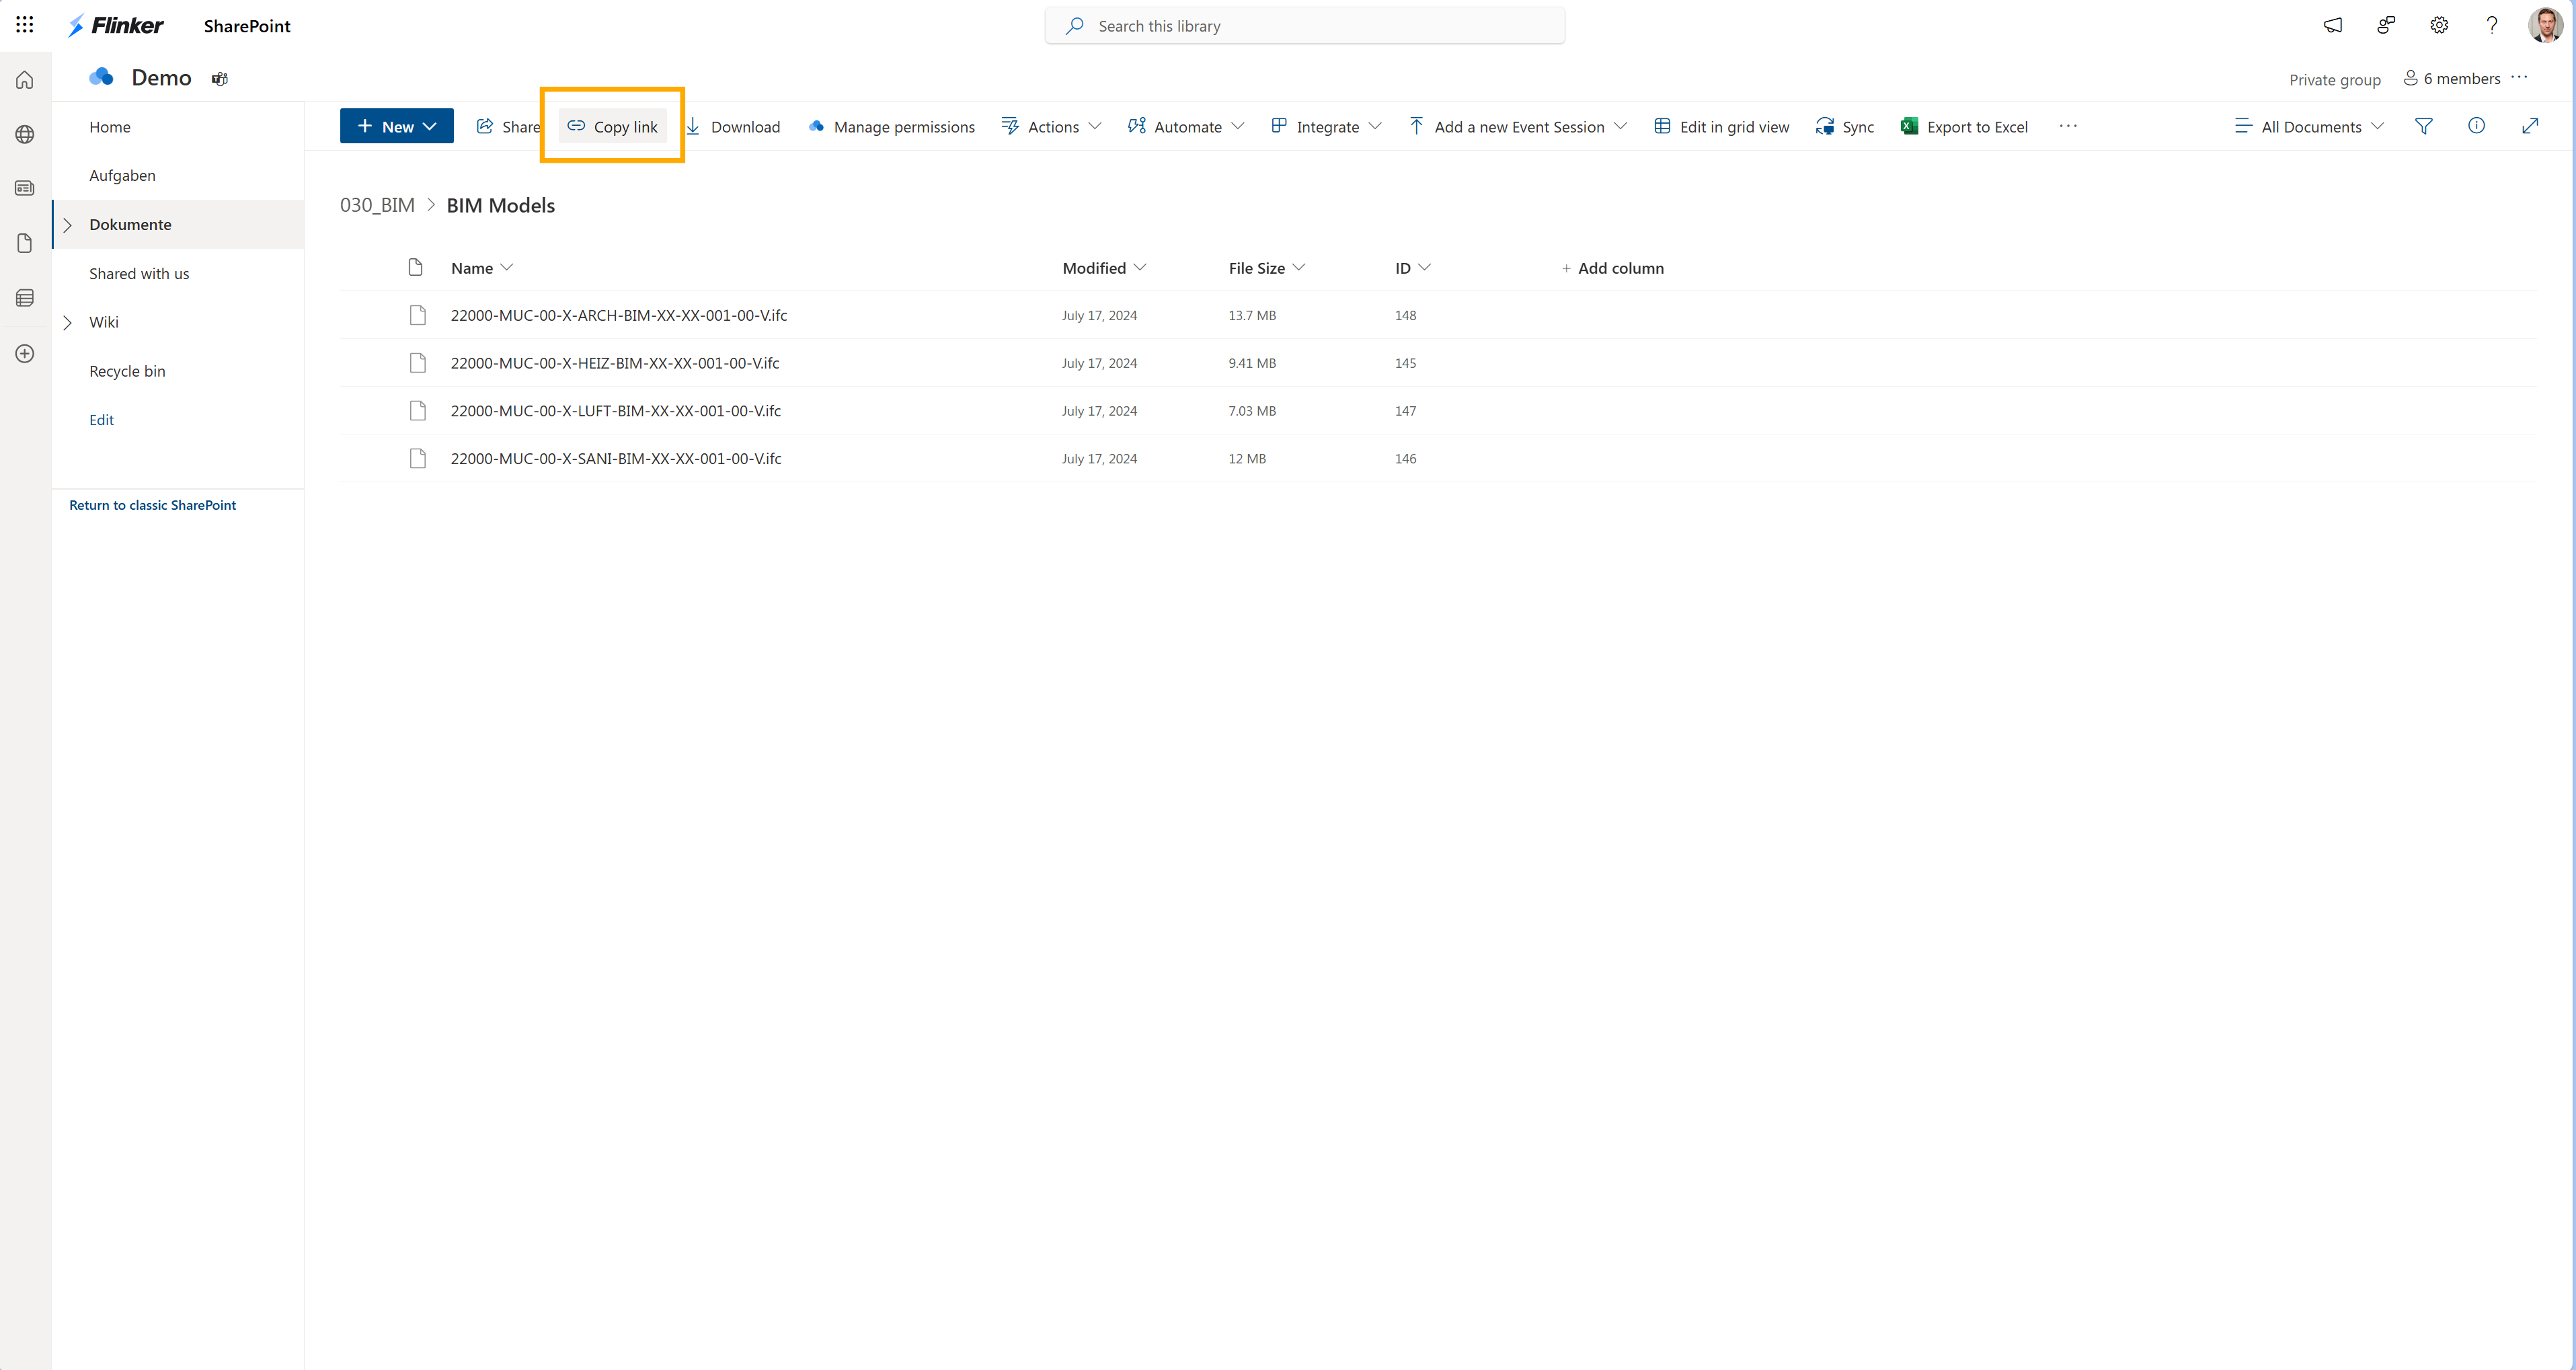 Flinker SharePoint Search this library
Demo Private group 6 members
Home
Aufgaben
Dokumente
Shared with us
Wiki
Recycle bin
Edit
Return to classic SharePoint
New Share Copy link Download Manage permissions Actions Automate Integrate Add a new Event Session Edit in grid view Sync Export to Excel ··· All Documents
030_BIM > BIM Models
Name Modified File Size ID + Add column
22000-MUC-00-X-ARCH-BIM-XX-XX-001-00-V.ifc July 17, 2024 13.7 MB 148
22000-MUC-00-X-HEIZ-BIM-XX-XX-001-00-V.ifc July 17, 2024 9.41 MB 145
22000-MUC-00-X-LUFT-BIM-XX-XX-001-00-V.ifc July 17, 2024 7.03 MB 147
22000-MUC-00-X-SANI-BIM-XX-XX-001-00-V.ifc July 17, 2024 12 MB 146